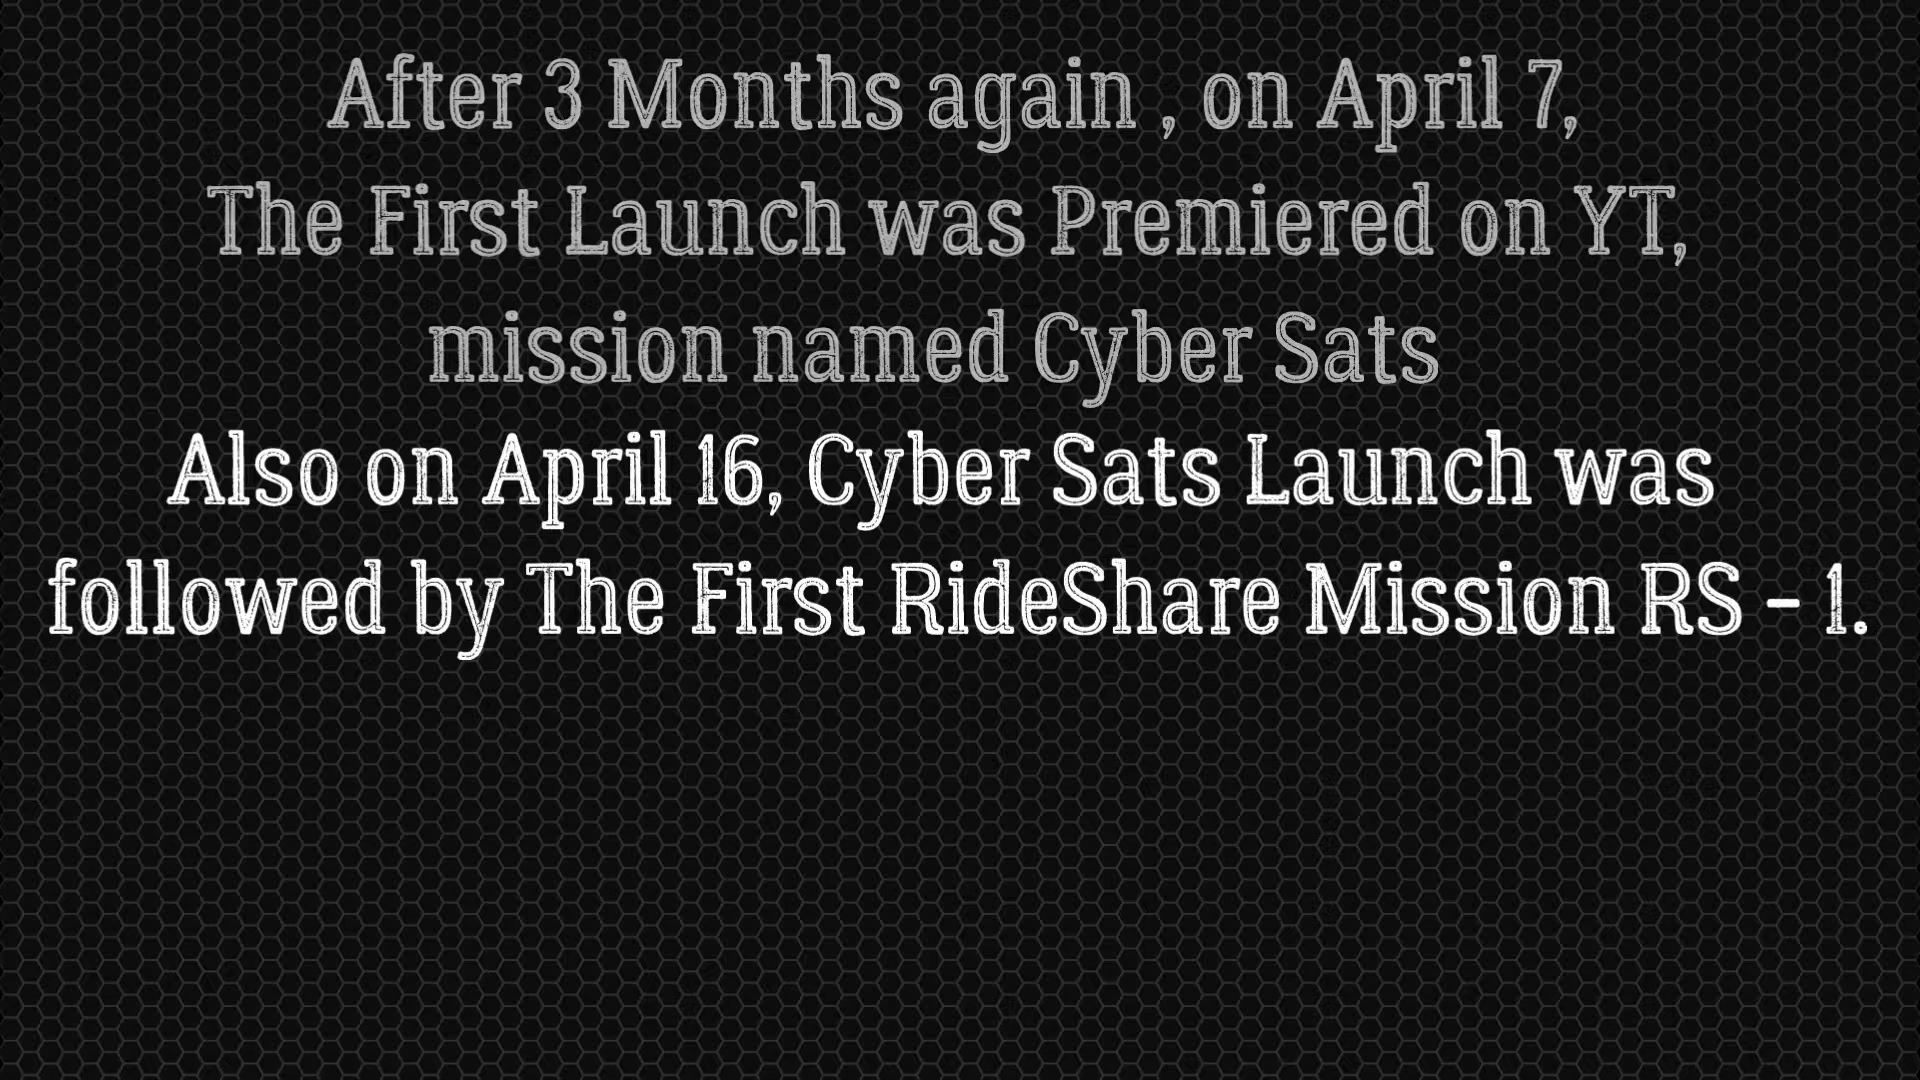 After 3 Months again , on April 7,
The First Launch was Premiered on YT,
mission named Cyber Sats
Also on April 16, Cyber Sats Launch was
followed by The First RideShare Mission RS - 1.